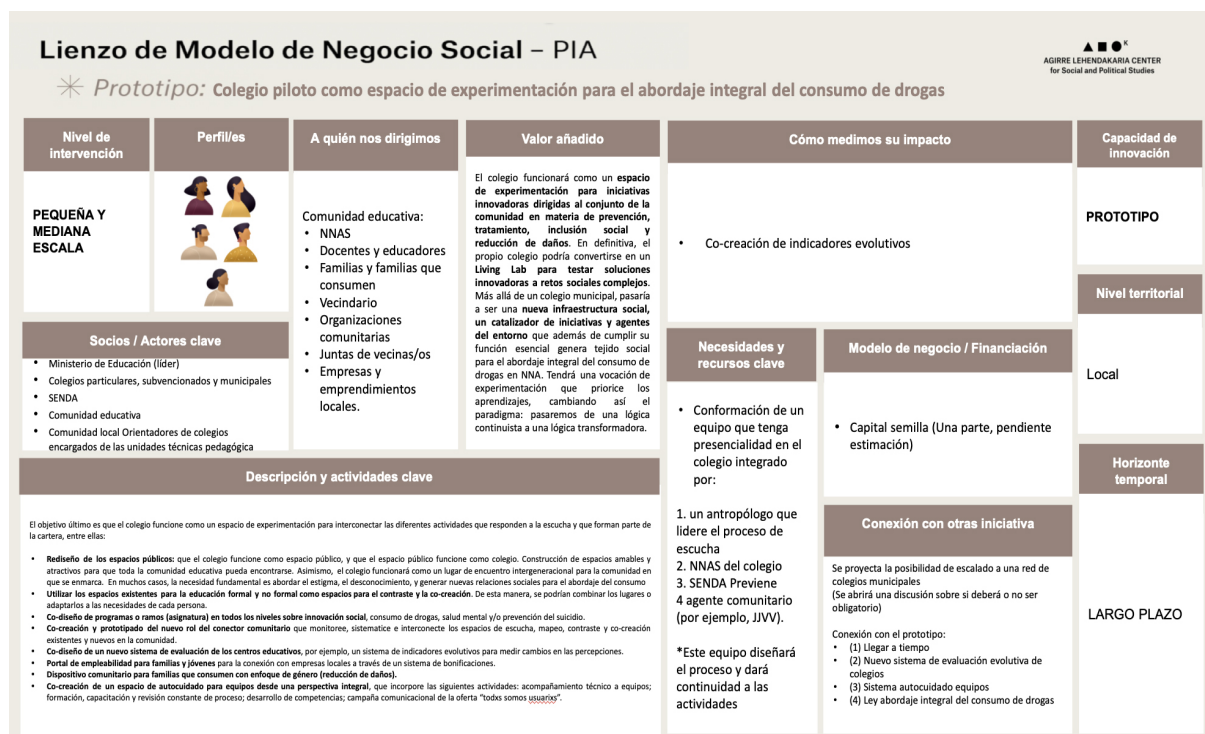 Lienzo de Modelo de Negocio Social – PIA
AGIRRE LEHENDAKARIA CENTER
for Social and Political Studies
Prototipo: Colegio piloto como espacio de experimentación para el abordaje integral del consumo de drogas
Nivel de
intervención
PEQUEÑA Y
MEDIANA
ESCALA
Perfil/es
A quién nos dirigimos
Comunidad educativa:
• NNAS
• Docentes y educadores
• Familias y familias que
consumen
• Vecindario
• Organizaciones
comunitarias
• Juntas de vecinas/os
• Empresas y
emprendimientos
locales.
Valor añadido
El colegio funcionará como un espacio
de experimentación para iniciativas
innovadoras dirigidas al conjunto de la
comunidad en materia de prevención,
tratamiento, inclusión social y
reducción de daños. En definitiva, el
propio colegio podría convertirse en un
Living Lab para testar soluciones
innovadoras a retos sociales complejos.
Más allá de un colegio municipal, pasaría
a ser una nueva infraestructura social,
un catalizador de iniciativas y agentes
del entorno que además de cumplir su
función esencial genera tejido social
para el abordaje integral del consumo de
drogas en NNA. Tendrá una vocación de
experimentación que priorice los
aprendizajes, cambiando así el
paradigma: pasaremos de una lógica
continuista a una lógica transformadora.
Cómo medimos su impacto
• Co-creación de indicadores evolutivos
Capacidad de
innovación
PROTOTIPO
Nivel territorial
Local
Horizonte
temporal
LARGO PLAZO
Socios / Actores clave
• Ministerio de Educación (líder)
• Colegios particulares, subvencionados y municipales
• SENDA
• Comunidad educativa
• Comunidad local Orientadores de colegios
encargados de las unidades técnicas pedagógica
Necesidades y
recursos clave
• Conformación de un
equipo que tenga
presencialidad en el
colegio integrado
por:
1. un antropólogo que
lidere el proceso de
escucha
2. NNAS del colegio
3. SENDA Previene
4 agente comunitario
(por ejemplo, JJVV).
*Este equipo diseñará
el proceso y dará
continuidad a las
actividades
Modelo de negocio / Financiación
• Capital semilla (Una parte, pendiente
estimación)
Conexión con otras iniciativa
Se proyecta la posibilidad de escalado a una red de
colegios municipales
(Se abrirá una discusión sobre si deberá o no ser
obligatorio)
Conexión con el prototipo:
• (1) Llegar a tiempo
• (2) Nuevo sistema de evaluación evolutiva de
colegios
• (3) Sistema autocuidado equipos
• (4) Ley abordaje integral del consumo de drogas
Descripción y actividades clave
El objetivo último es que el colegio funcione como un espacio de experimentación para interconectar las diferentes actividades que responden a la escucha y que forman parte de
la cartera, entre ellas:
• Rediseño de los espacios públicos: que el colegio funcione como espacio público, y que el espacio público funcione como colegio. Construcción de espacios amables y
atractivos para que toda la comunidad educativa pueda encontrarse. Asimismo, el colegio funcionará como un lugar de encuentro intergeneracional para la comunidad en
que se enmarca. En muchos casos, la necesidad fundamental es abordar el estigma, el desconocimiento, y generar nuevas relaciones sociales para el abordaje del consumo
• Utilizar los espacios existentes para la educación formal y no formal como espacios para el contraste y la co-creación. De esta manera, se podrían combinar los lugares o
adaptarlos a las necesidades de cada persona.
• Co-diseño de programas o ramos (asignatura) en todos los niveles sobre innovación social, consumo de drogas, salud mental y/o prevención del suicidio.
• Co-creación y prototipado del nuevo rol del conector comunitario que monitoree, sistematice e interconecte los espacios de escucha, mapeo, contraste y co-creación
existentes y nuevos en la comunidad.
• Co-diseño de un nuevo sistema de evaluación de los centros educativos, por ejemplo, un sistema de indicadores evolutivos para medir cambios en las percepciones.
• Portal de empleabilidad para familias y jóvenes para la conexión con empresas locales a través de un sistema de bonificaciones.
• Dispositivo comunitario para familias que consumen con enfoque de género (reducción de daños).
• Co-creación de un espacio de autocuidado para equipos desde una perspectiva integral, que incorpore las siguientes actividades: acompañamiento técnico a equipos;
formación, capacitación y revisión constante de proceso; desarrollo de competencias; campaña comunicacional de la oferta "todxs somos usuarixs".